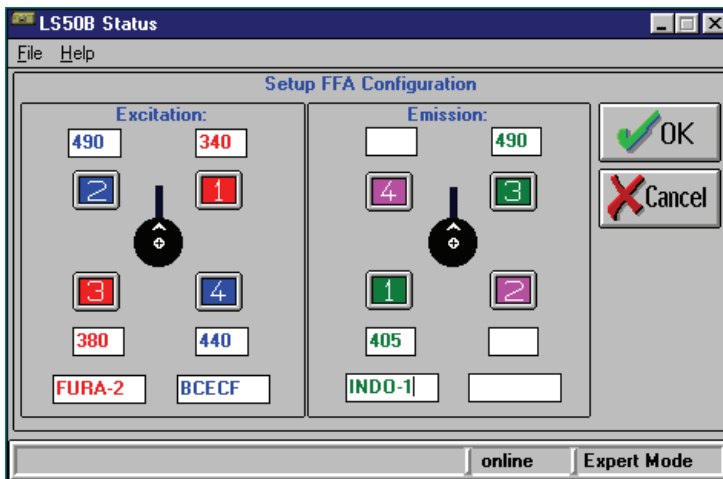 LS50B Status
File Help
Setup FFA Configuration
Excitation: Emission:
490 340 490
2 1 4 3
3 4 1 2
380 440 405
FURA-2 BCECF INDO-1
OK
Cancel
online Expert Mode